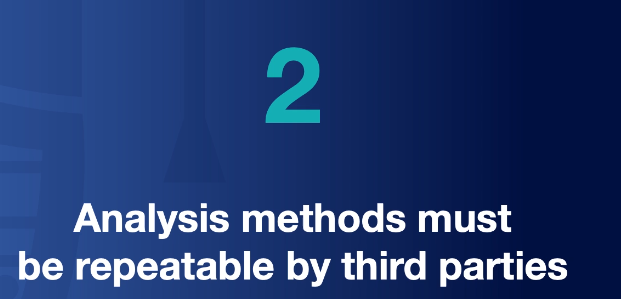 2
Analysis methods must
be repeatable by third parties